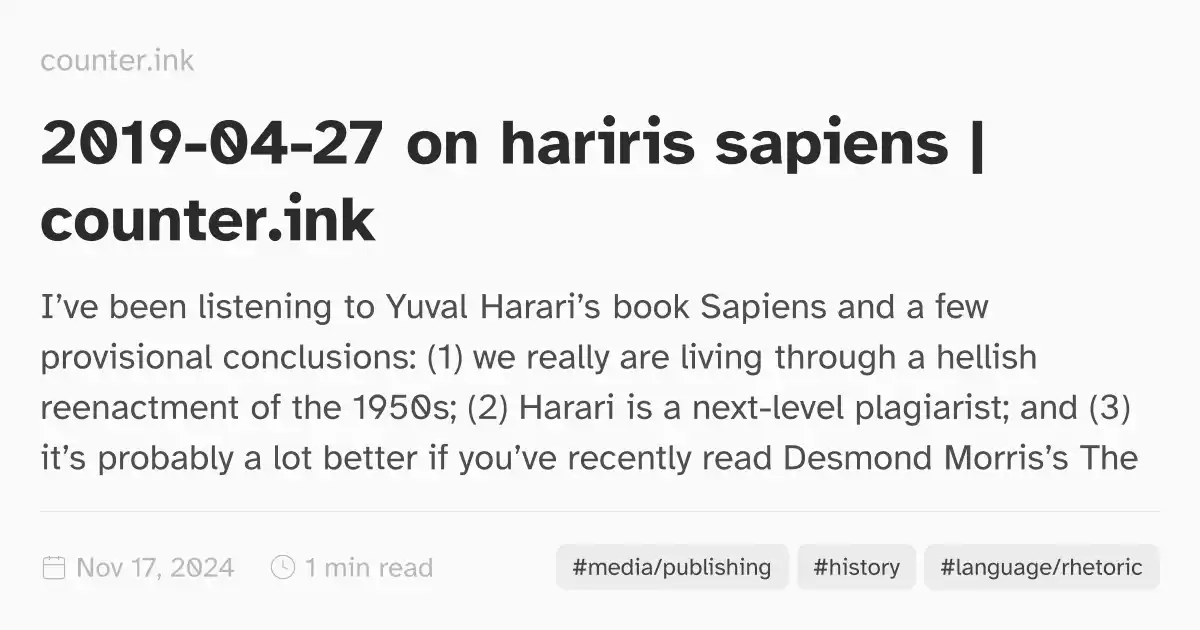 counter.ink
2019-04-27 on hariris sapiens |
counter.ink
I’ve been listening to Yuval Harari’s book Sapiens and a few
provisional conclusions: (1) we really are living through a hellish
reenactment of the 1950s; (2) Harari is a next-level plagiarist; and (3)
it’s probably a lot better if you’ve recently read Desmond Morris’s The
Nov 17, 2024 1 min read #media/publishing #history #language/rhetoric